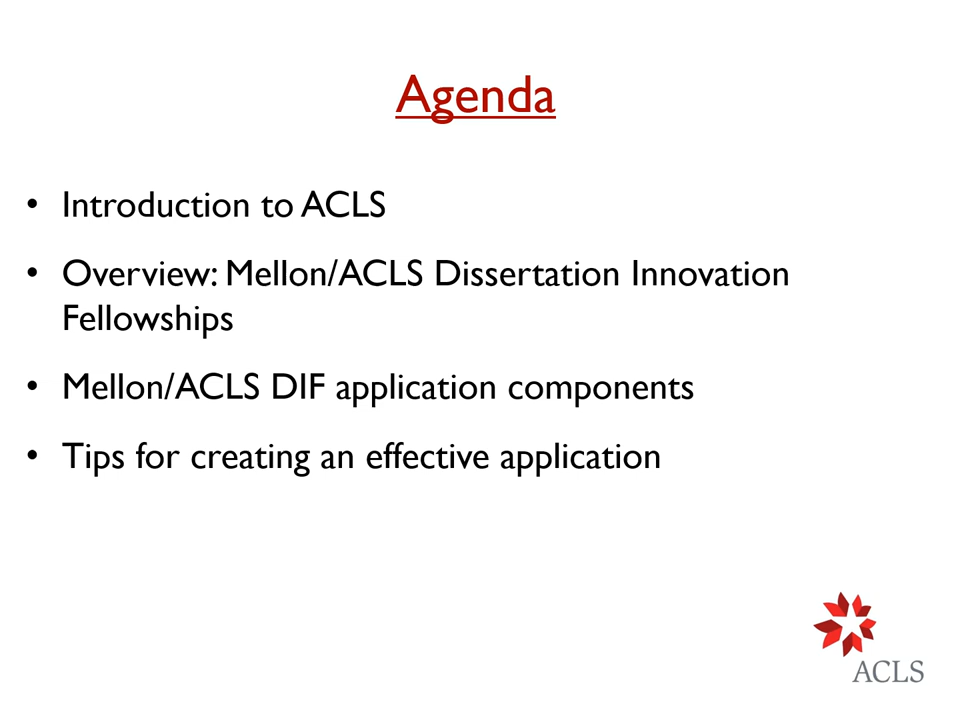 Agenda
• Introduction to ACLS
• Overview: Mellon/ACLS Dissertation Innovation
Fellowships
• Mellon/ACLS DIF application components
• Tips for creating an effective application
ACLS